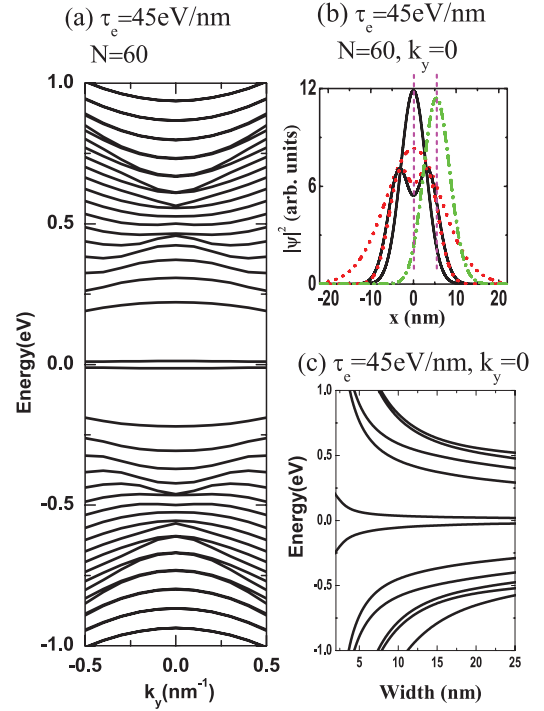 (a) τe=45eV/nm
N=60
1.0
0.5
0.0
-0.5
-1.0
Energy(eV)
-0.5 0.0 0.5
ky(nm-1)
(b) τe=45eV/nm
N=60, ky=0
12
9
6
3
0
|ψ|2 (arb. units)
-20 -10 0 10 20
x (nm)
(c) τe=45eV/nm, ky=0
1.0
0.5
0.0
-0.5
-1.0
Energy(eV)
5 10 15 20 25
Width (nm)